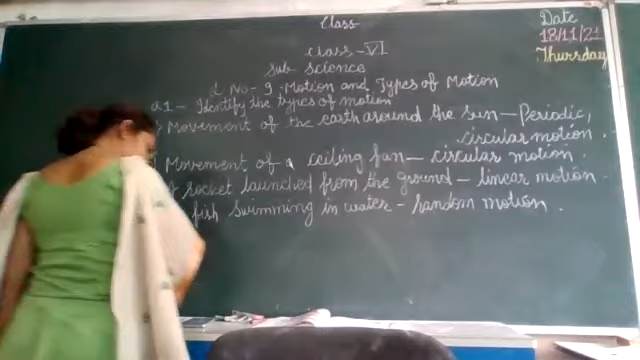 Class
Date
18/11/21
Thursday
Class-VI
Sub Science
L No- 9 Motion and Types of Motion
Q1- Identify the types of motion
Movement of the earth around the sun - Periodic,
circular motion.
Movement of a ceiling fan - circular motion
rocket launched from the ground - linear motion.
fish swimming in water - random motion.